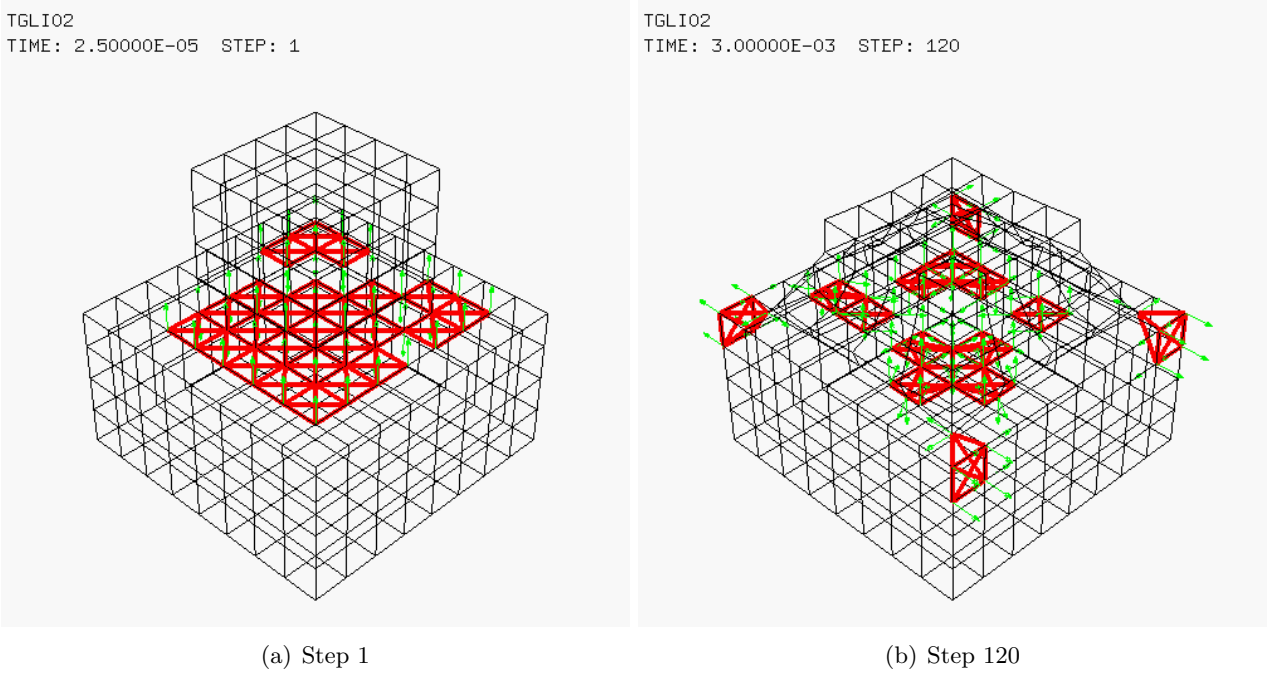 TGLI02
TIME: 2.50000E-05 STEP: 1
TGLI02
TIME: 3.00000E-03 STEP: 120
(a) Step 1
(b) Step 120